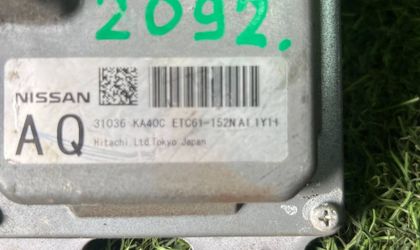 2092.
NISSAN
AQ
31036 KA40C ETC61-152N A1 1Y14
Hitachi Ltd.Tokyo Japan